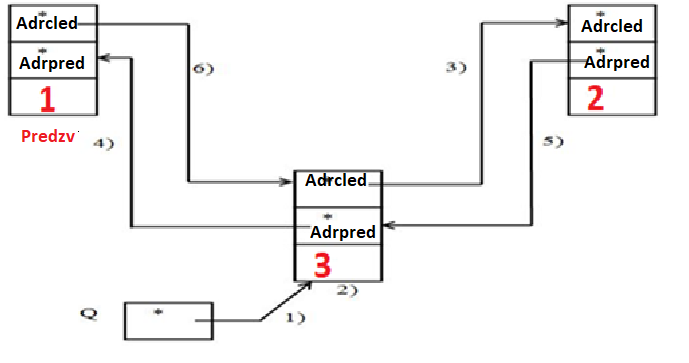 *
Adrcled
*
Adrpred
1
Predzv
6)
4)
3)
*
Adrcled
*
Adrpred
2
5)
*
Adrcled
*
Adrpred
3
2)
1)
Q
*